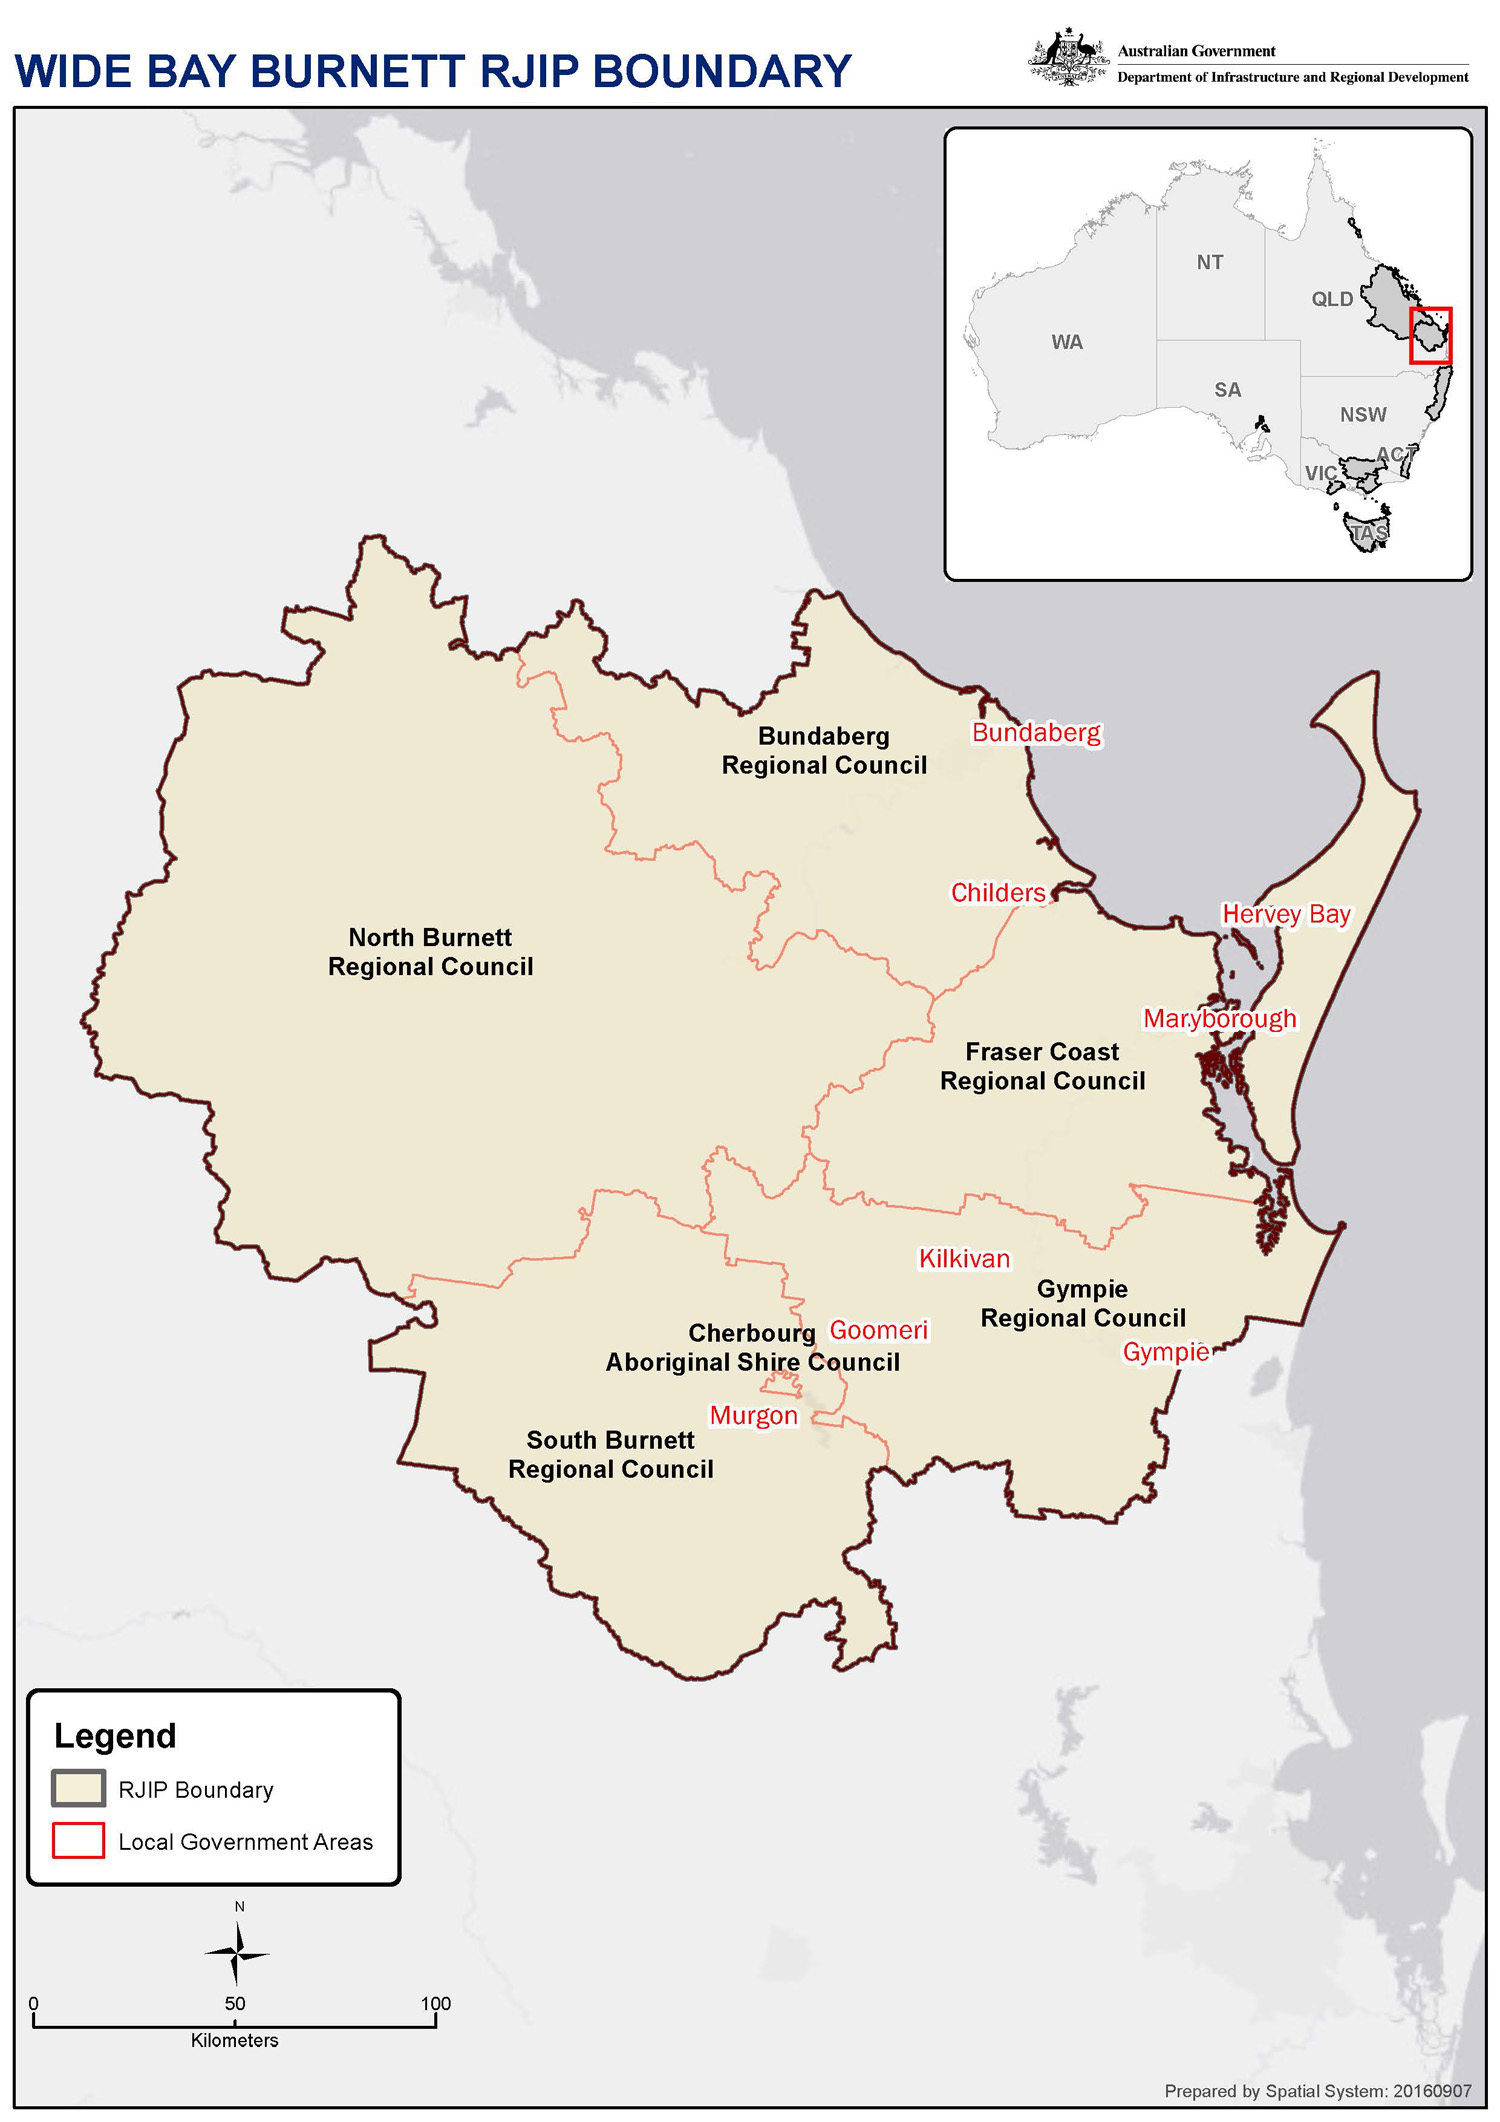 WIDE BAY BURNETT RJIP BOUNDARY
Australian Government
Department of Infrastructure and Regional Development
NT
QLD
WA
SA
NSW
ACT
VIC
TAS
Bundaberg
Regional Council
Bundaberg
Childers
Hervey Bay
North Burnett
Regional Council
Maryborough
Fraser Coast
Regional Council
Kilkivan
Gympie
Regional Council
Cherbourg
Aboriginal Shire Council
Goomeri
Gympie
Murgon
South Burnett
Regional Council
Legend
RJIP Boundary
Local Government Areas
N
0 50 100
Kilometers
Prepared by Spatial System: 20160907